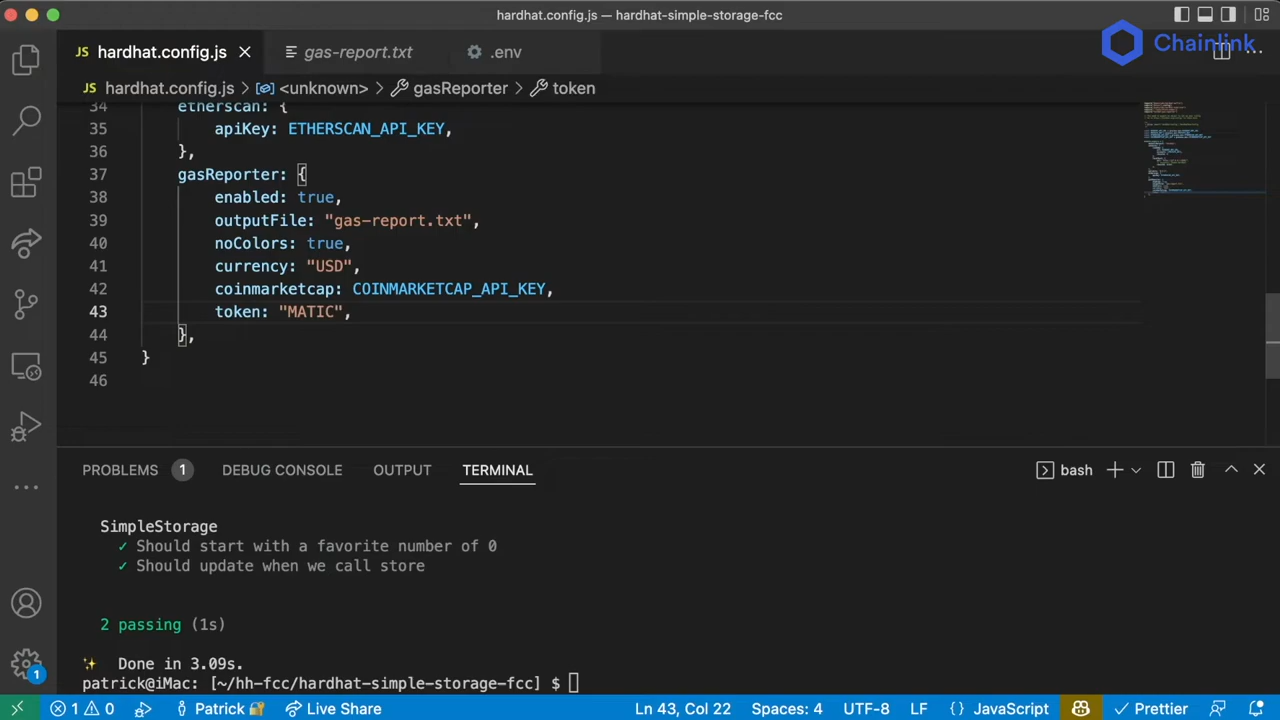 hardhat.config.js — hardhat-simple-storage-fcc
JS hardhat.config.js
gas-report.txt
.env
Chainlink
JS hardhat.config.js > <unknown> > gasReporter > token
34 etherscan: {
35 apiKey: ETHERSCAN_API_KEY,
36 },
37 gasReporter: {
38 enabled: true,
39 outputFile: "gas-report.txt",
40 noColors: true,
41 currency: "USD",
42 coinmarketcap: COINMARKETCAP_API_KEY,
43 token: "MATIC",
44 },
45 }
46
PROBLEMS 1 DEBUG CONSOLE OUTPUT TERMINAL bash
SimpleStorage
✓ Should start with a favorite number of 0
✓ Should update when we call store
2 passing (1s)
✨ Done in 3.09s.
patrick@iMac: [~/hh-fcc/hardhat-simple-storage-fcc] $
1
1 0 Patrick🔐 Live Share Ln 43, Col 22 Spaces: 4 UTF-8 LF {} JavaScript ✓ Prettier